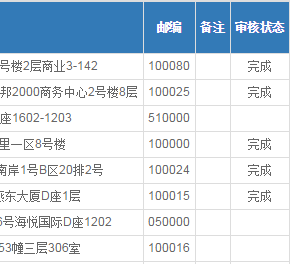 邮编 备注 审核状态
号楼2层商业3-142 100080 完成
邦2000商务中心2号楼8层 100025 完成
座1602-1203 510000
里一区8号楼 100000 完成
南岸1号B区20排2号 100024 完成
燕东大厦D座1层 100015 完成
6号海悦国际D座1202 050000
53幢三层306室 100016